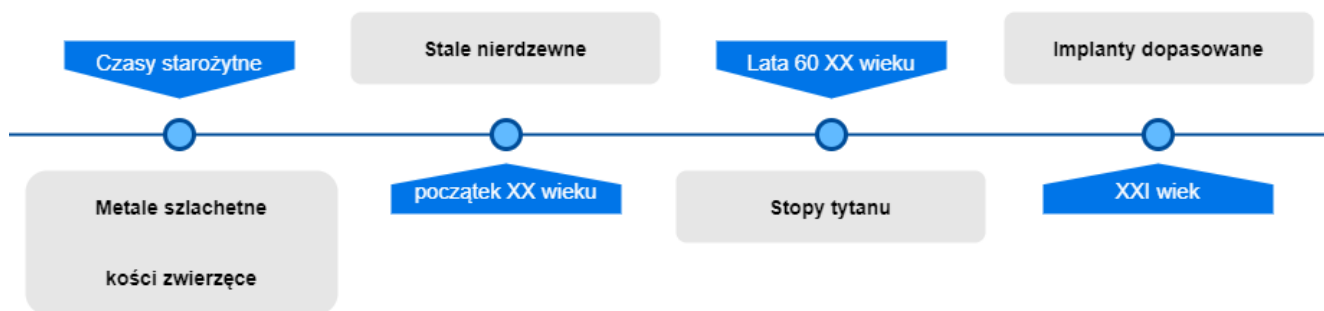 Czasy starożytne
Metale szlachetne
kości zwierzęce
Stale nierdzewne
początek XX wieku
Lata 60 XX wieku
Stopy tytanu
Implanty dopasowane
XXI wiek